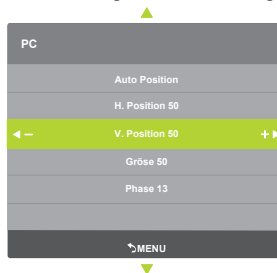 PC
Auto Position
H. Position 50
− V. Position 50 +
Gröse 50
Phase 13
MENU